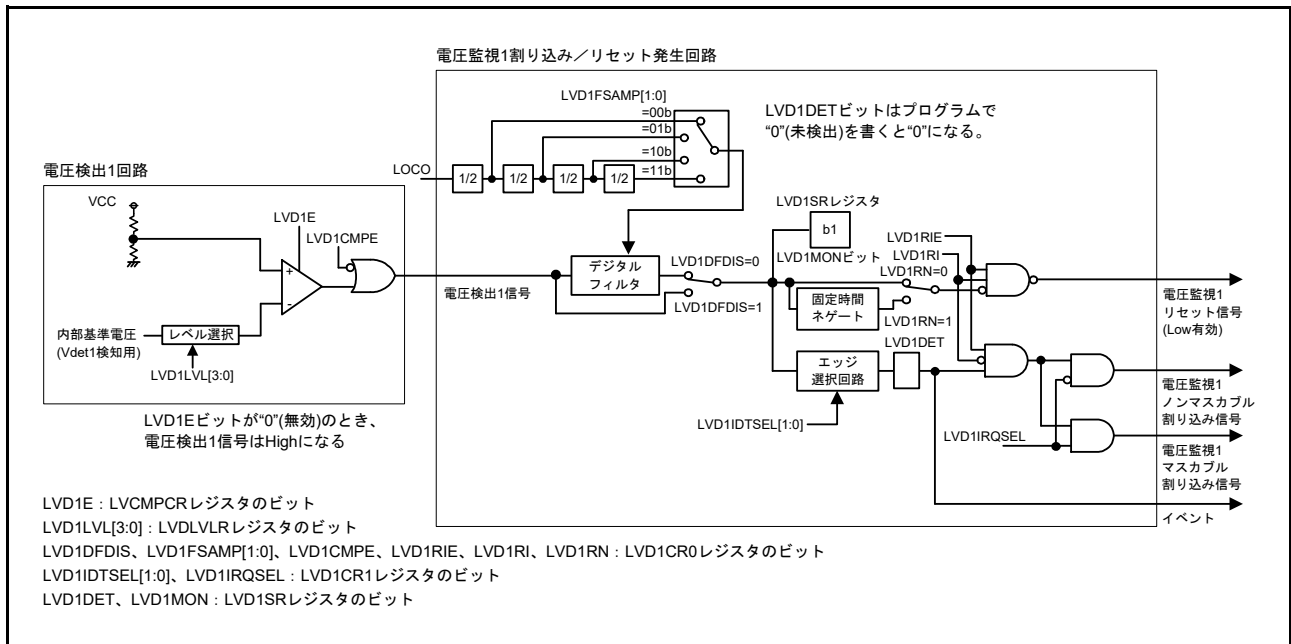 電圧監視1割り込み／リセット発生回路
LVD1FSAMP[1:0]
=00b
=01b
=10b
=11b
LOCO
1/2
1/2
1/2
1/2
LVD1DETビットはプログラムで
“0”(未検出)を書くと“0”になる。
電圧検出1回路
VCC
LVD1E
LVD1CMPE
+
-
内部基準電圧
(Vdet1検知用)
レベル選択
LVD1LVL[3:0]
LVD1Eビットが“0”(無効)のとき、
電圧検出1信号はHighになる
電圧検出1信号
デジタル
フィルタ
LVD1DFDIS=0
LVD1DFDIS=1
LVD1SRレジスタ
b1
LVD1MONビット
LVD1RIE
LVD1RI
LVD1RN=0
固定時間
ネゲート
LVD1RN=1
LVD1DET
エッジ
選択回路
LVD1IDTSEL[1:0]
LVD1IRQSEL
電圧監視1
リセット信号
(Low有効)
電圧監視1
ノンマスカブル
割り込み信号
電圧監視1
マスカブル
割り込み信号
イベント
LVD1E：LVCMPCRレジスタのビット
LVD1LVL[3:0]：LVDLVLRレジスタのビット
LVD1DFDIS、LVD1FSAMP[1:0]、LVD1CMPE、LVD1RIE、LVD1RI、LVD1RN：LVD1CR0レジスタのビット
LVD1IDTSEL[1:0]、LVD1IRQSEL：LVD1CR1レジスタのビット
LVD1DET、LVD1MON：LVD1SRレジスタのビット